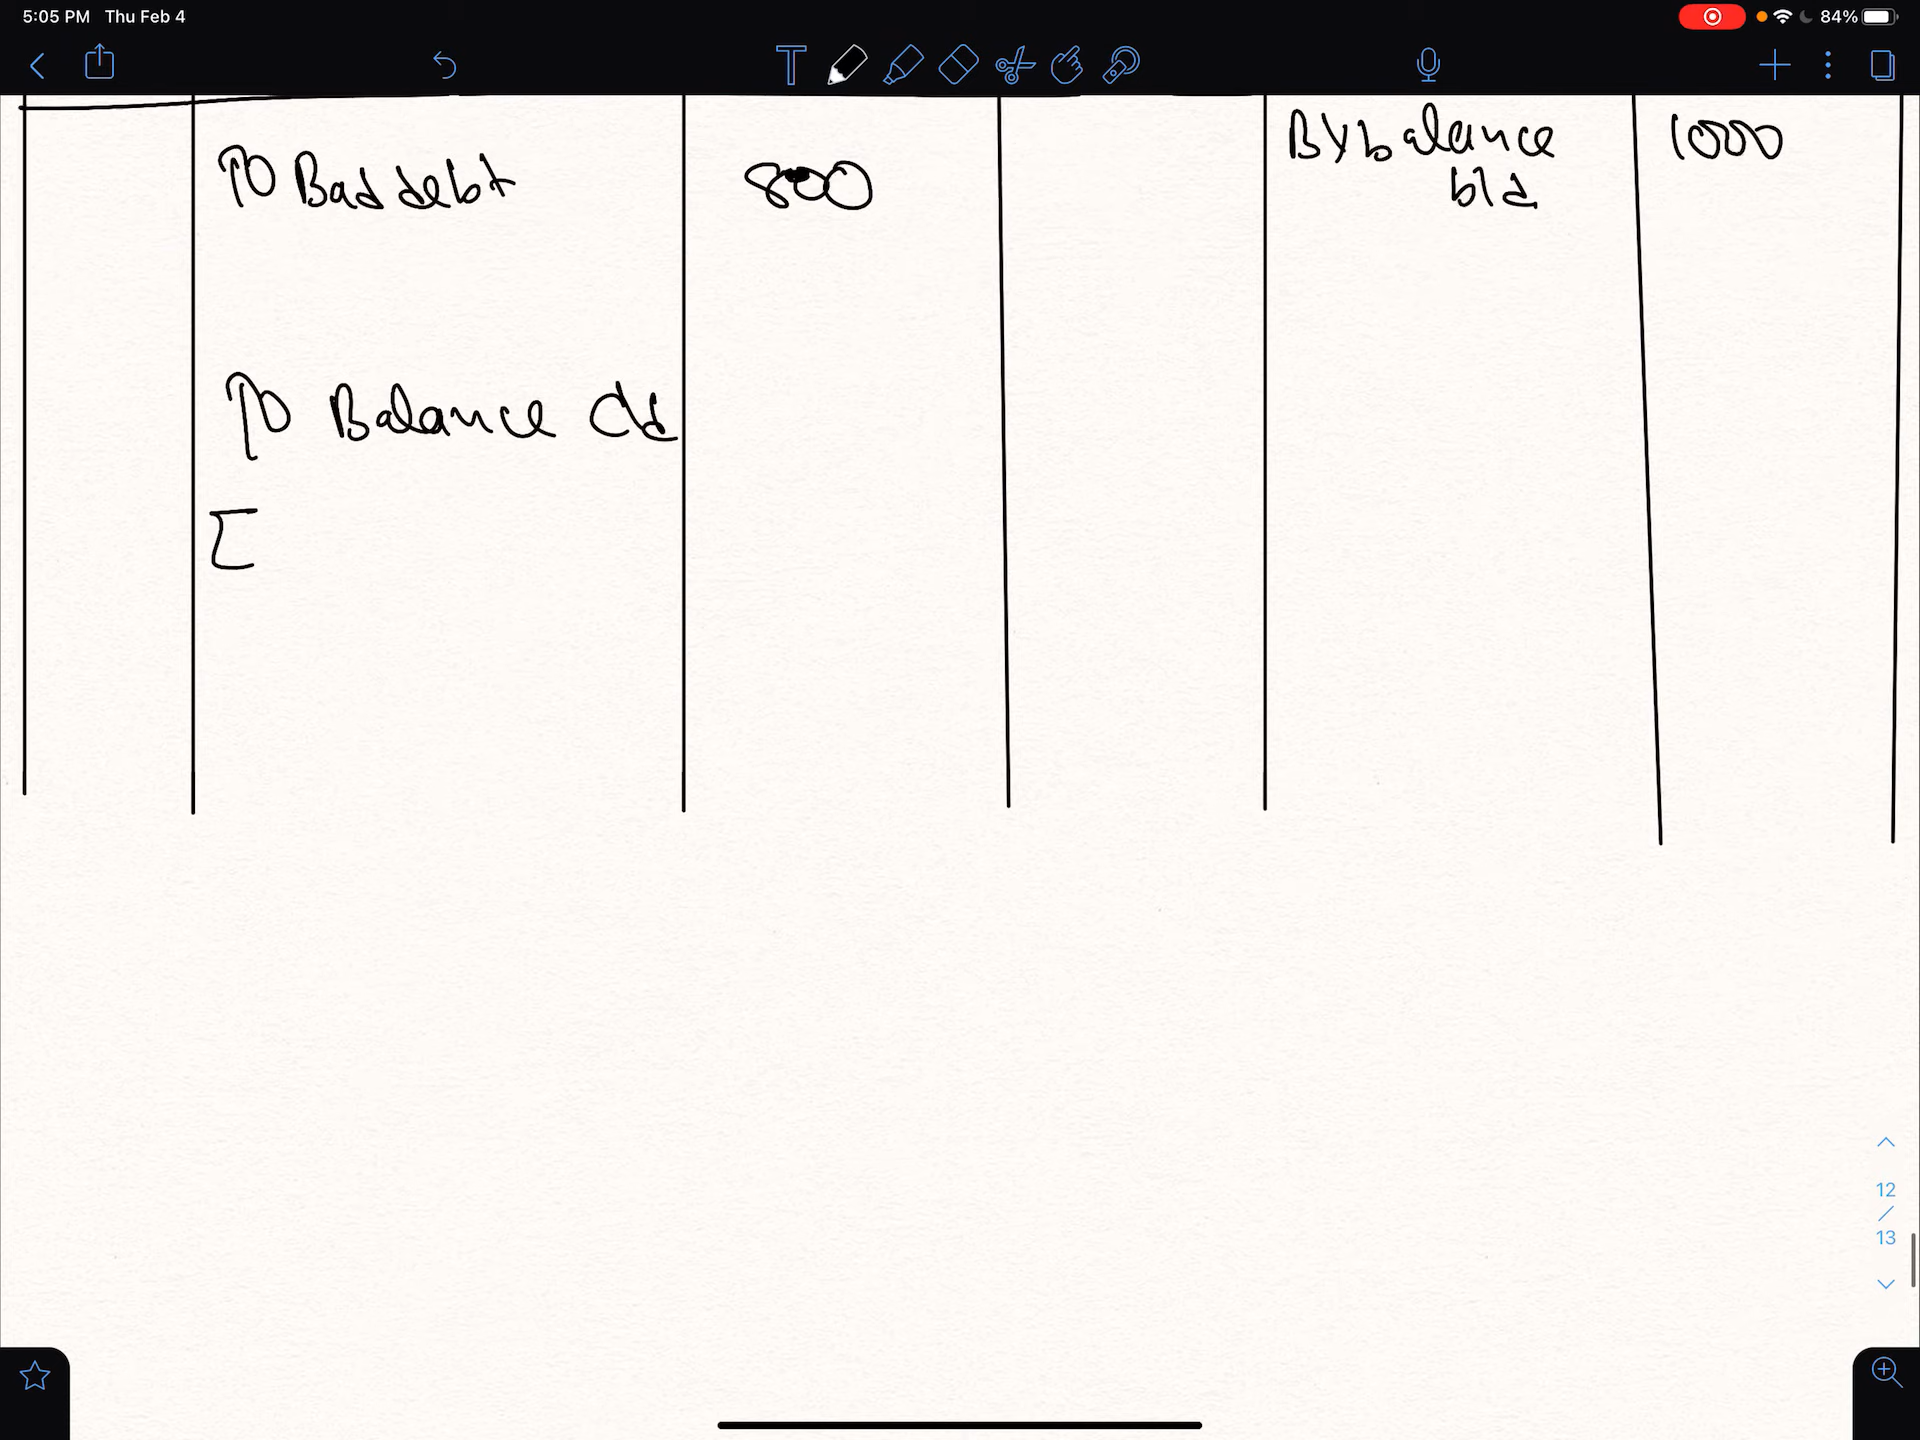 5:05 PM Thu Feb 4
84%
To Bad debt 800 By balance 1000
b/d
To Balance c/d
[
12
/
13